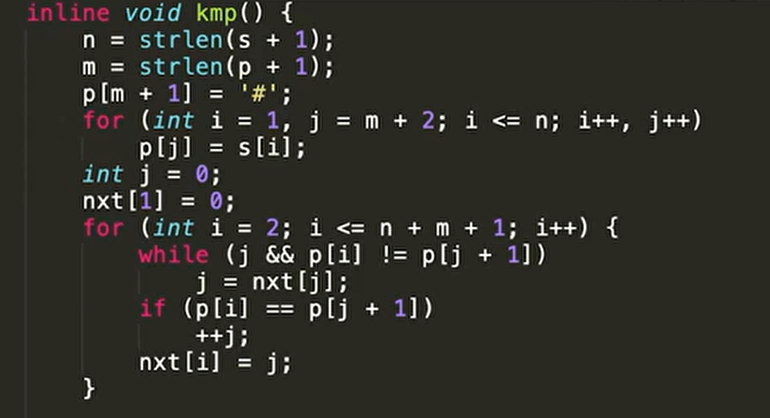 inline void kmp() {
    n = strlen(s + 1);
    m = strlen(p + 1);
    p[m + 1] = '#';
    for (int i = 1, j = m + 2; i <= n; i++, j++)
        p[j] = s[i];
    int j = 0;
    nxt[1] = 0;
    for (int i = 2; i <= n + m + 1; i++) {
        while (j && p[i] != p[j + 1])
            j = nxt[j];
        if (p[i] == p[j + 1])
            ++j;
        nxt[i] = j;
    }